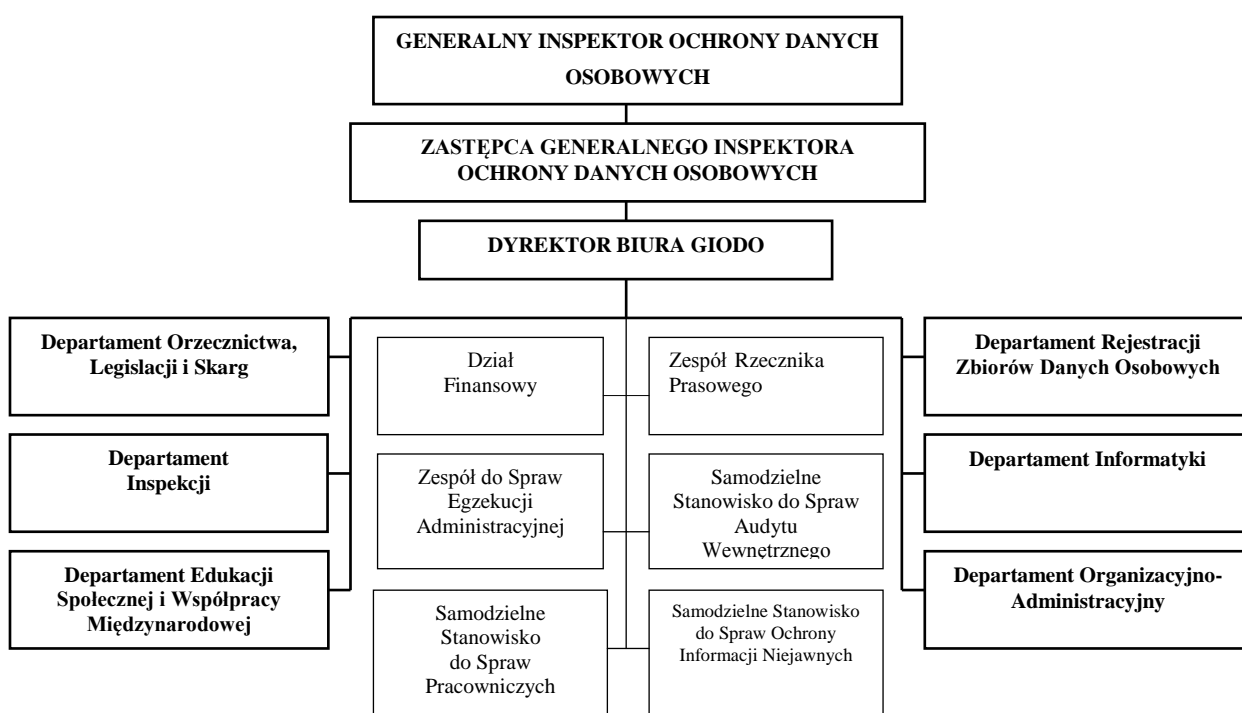 GENERALNY INSPEKTOR OCHRONY DANYCH
OSOBOWYCH
ZASTĘPCA GENERALNEGO INSPEKTORA
OCHRONY DANYCH OSOBOWYCH
DYREKTOR BIURA GIODO
Departament Orzecznictwa,
Legislacji i Skarg
Dział
Finansowy
Zespół Rzecznika
Prasowego
Departament Rejestracji
Zbiorów Danych Osobowych
Departament
Inspekcji
Zespół do Spraw
Egzekucji
Administracyjnej
Samodzielne
Stanowisko do Spraw
Audytu
Wewnętrznego
Departament Informatyki
Departament Edukacji
Społecznej i Współpracy
Międzynarodowej
Samodzielne
Stanowisko
do Spraw
Pracowniczych
Samodzielne Stanowisko
do Spraw Ochrony
Informacji Niejawnych
Departament Organizacyjno-
Administracyjny